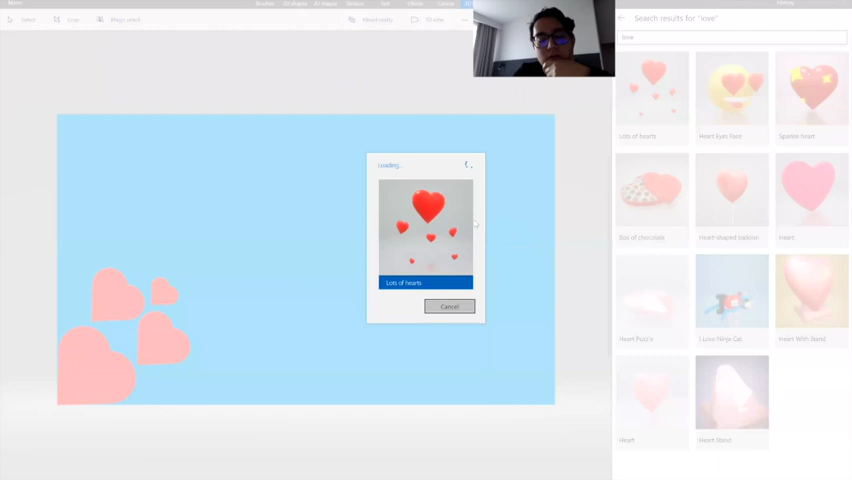 Menu
Brushes
2D shapes
3D shapes
Stickers
Text
Effects
Canvas
History
Select
Crop
Magic select
Mixed reality
3D view
Search results for "love"
love
Loading...
Lots of hearts
Cancel
Lots of hearts
Heart Eyes Face
Sparkle heart
Box of chocolate
Heart-shaped balloon
Heart
Heart Puzzle
I Love Ninja Cat
Heart With Stand
Heart
Heart Stand